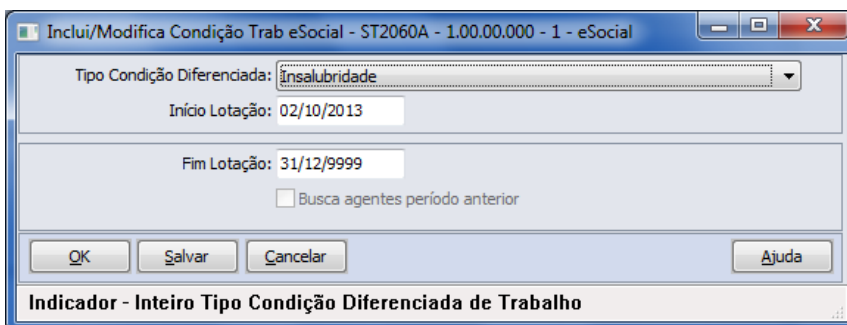 Inclui/Modifica Condição Trab eSocial - ST2060A - 1.00.00.000 - 1 - eSocial
Tipo Condição Diferenciada: Insalubridade
Início Lotação: 02/10/2013
Fim Lotação: 31/12/9999
Busca agentes período anterior
OK Salvar Cancelar Ajuda
Indicador - Inteiro Tipo Condição Diferenciada de Trabalho